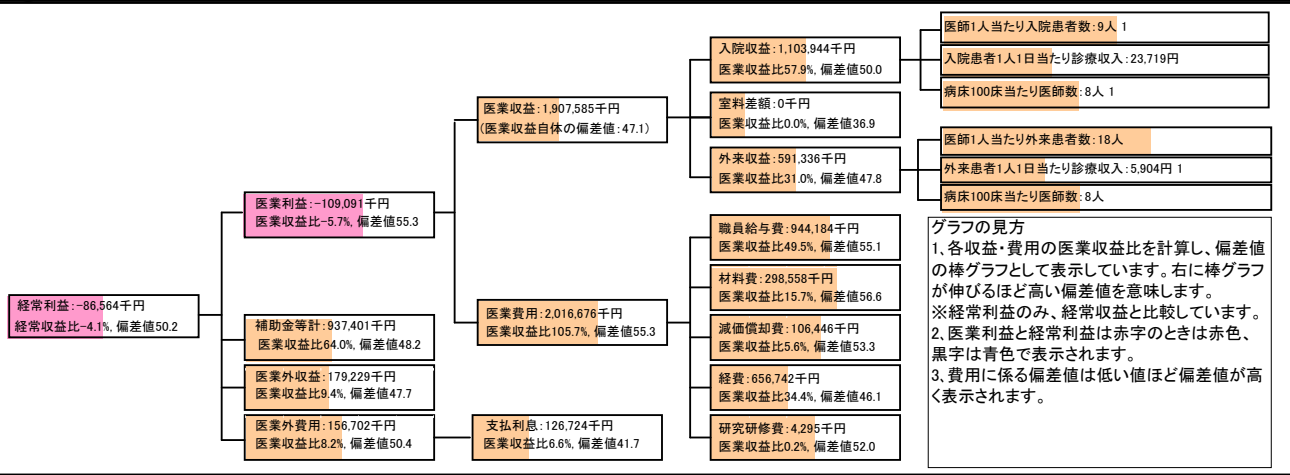 経常利益:-86,564千円
経常収益比-4.1%, 偏差値50.2
医業利益:-109,091千円
医業収益比-5.7%, 偏差値55.3
補助金等計:937,401千円
医業収益比64.0%, 偏差値48.2
医業外収益:179,229千円
医業収益比9.4%, 偏差値47.7
医業外費用:156,702千円
医業収益比8.2%, 偏差値50.4
医業収益:1,907,585千円
(医業収益自体の偏差値:47.1)
医業費用:2,016,676千円
医業収益比105.7%, 偏差値55.3
支払利息:126,724千円
医業収益比6.6%, 偏差値41.7
入院収益:1,103,944千円
医業収益比57.9%, 偏差値50.0
室料差額:0千円
医業収益比0.0%, 偏差値36.9
外来収益:591,336千円
医業収益比31.0%, 偏差値47.8
職員給与費:944,184千円
医業収益比49.5%, 偏差値55.1
材料費:298,558千円
医業収益比15.7%, 偏差値56.6
減価償却費:106,446千円
医業収益比5.6%, 偏差値53.3
経費:656,742千円
医業収益比34.4%, 偏差値46.1
研究研修費:4,295千円
医業収益比0.2%, 偏差値52.0
医師1人当たり入院患者数:9人 1
入院患者1人1日当たり診療収入:23,719円
病床100床当たり医師数:8人 1
医師1人当たり外来患者数:18人
外来患者1人1日当たり診療収入:5,904円 1
病床100床当たり医師数:8人
グラフの見方
1、各収益・費用の医業収益比を計算し、偏差値
の棒グラフとして表示しています。右に棒グラフ
が伸びるほど高い偏差値を意味します。
※経常利益のみ、経常収益と比較しています。
2、医業利益と経常利益は赤字のときは赤色、
黒字は青色で表示されます。
3、費用に係る偏差値は低い値ほど偏差値が高
く表示されます。